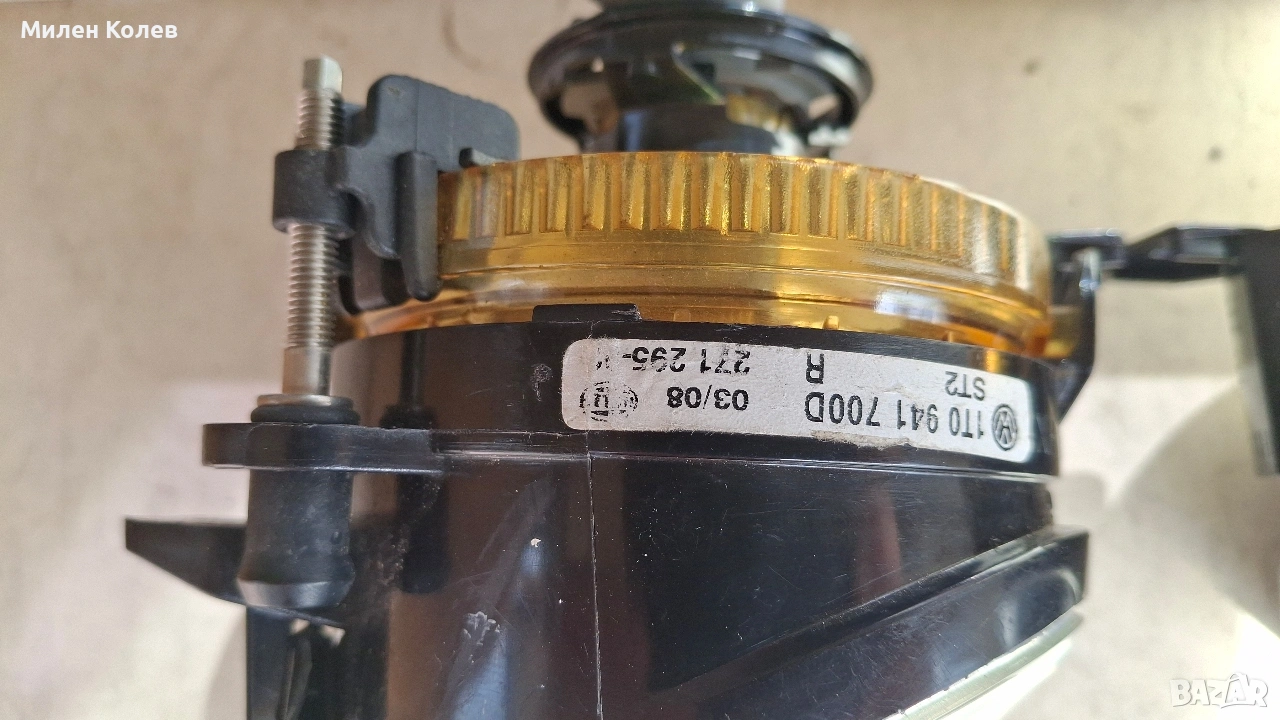 Милен Колев
1T0 941 700D
03/08
ST2
R
271 295-
BAZAR